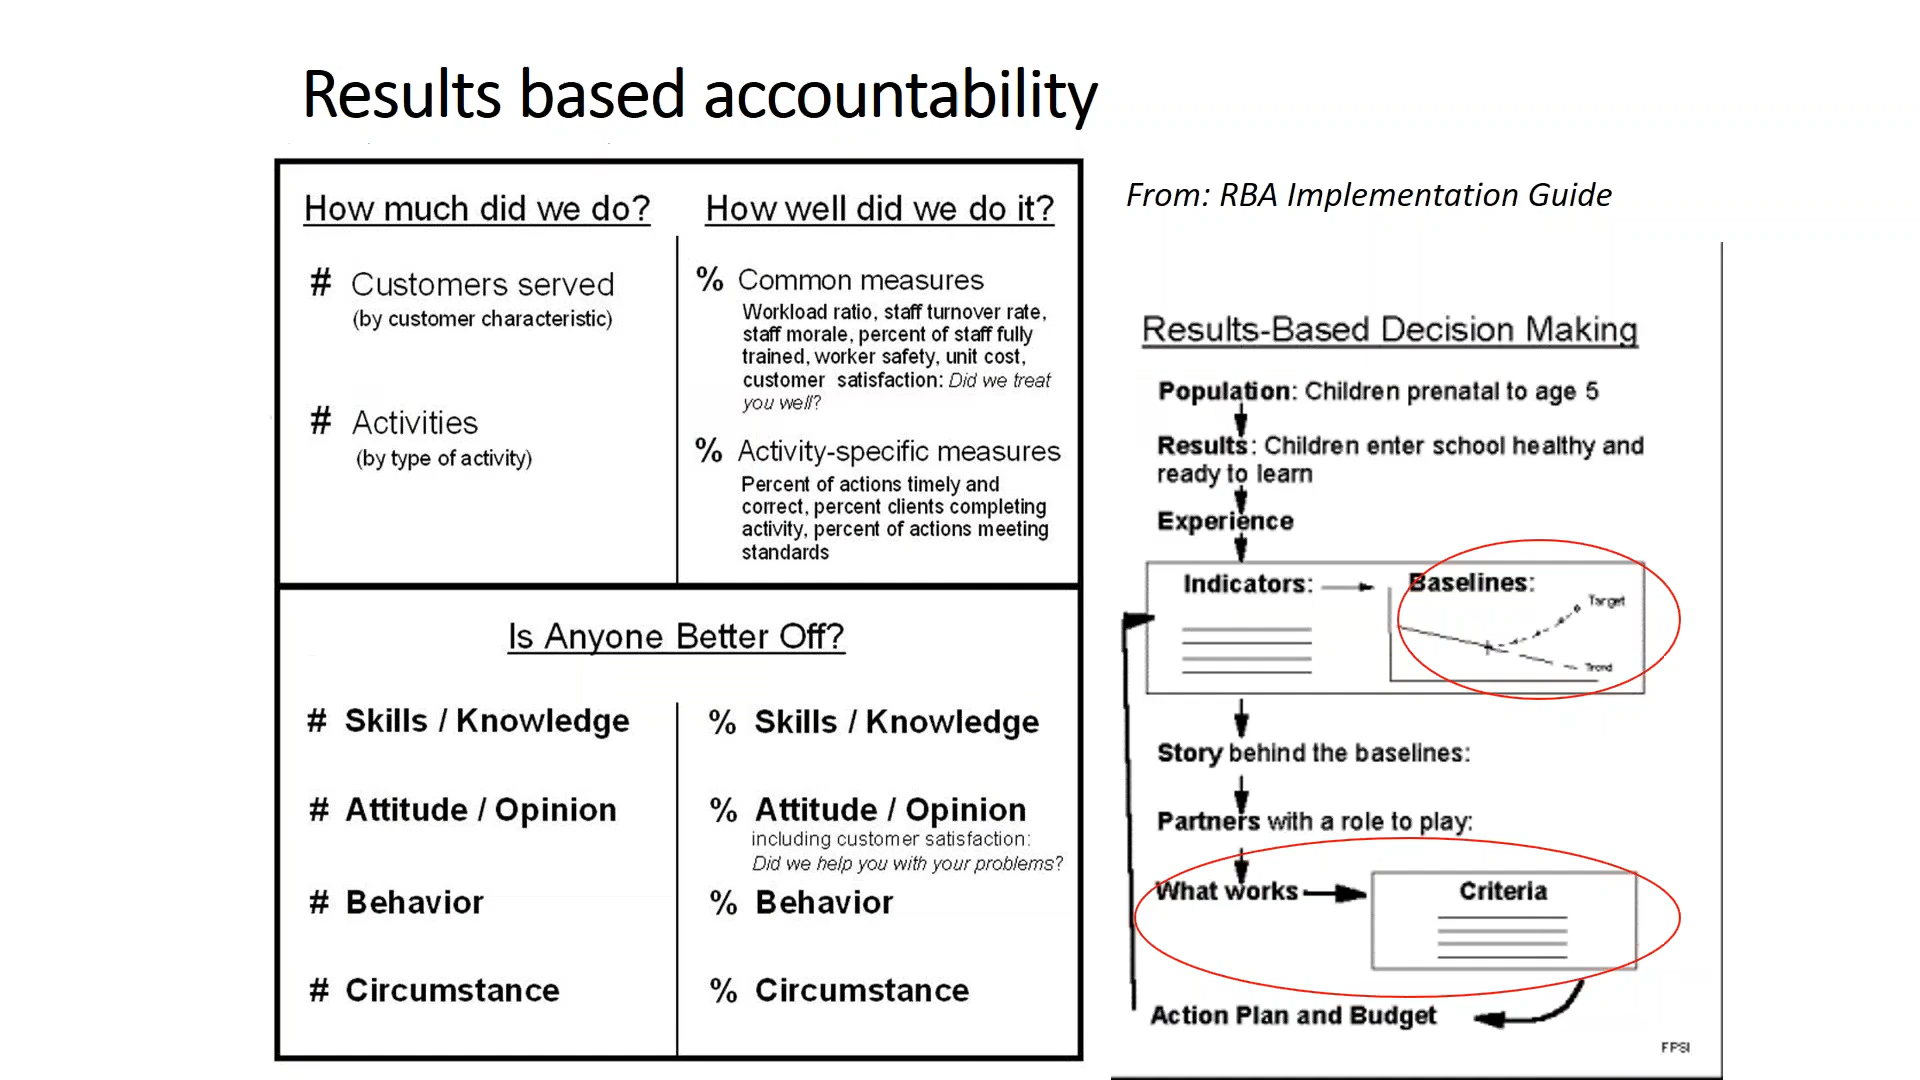 Results based accountability
How much did we do?
# Customers served
(by customer characteristic)
# Activities
(by type of activity)
How well did we do it?
% Common measures
Workload ratio, staff turnover rate,
staff morale, percent of staff fully
trained, worker safety, unit cost,
customer satisfaction: Did we treat
you well?
% Activity-specific measures
Percent of actions timely and
correct, percent clients completing
activity, percent of actions meeting
standards
Is Anyone Better Off?
# Skills / Knowledge
# Attitude / Opinion
# Behavior
# Circumstance
% Skills / Knowledge
% Attitude / Opinion
including customer satisfaction:
Did we help you with your problems?
% Behavior
% Circumstance
From: RBA Implementation Guide
Results-Based Decision Making
Population: Children prenatal to age 5
Results: Children enter school healthy and
ready to learn
Experience
Indicators:
Baselines:
Target
Trend
Story behind the baselines:
Partners with a role to play:
What works
Criteria
Action Plan and Budget
FPSI